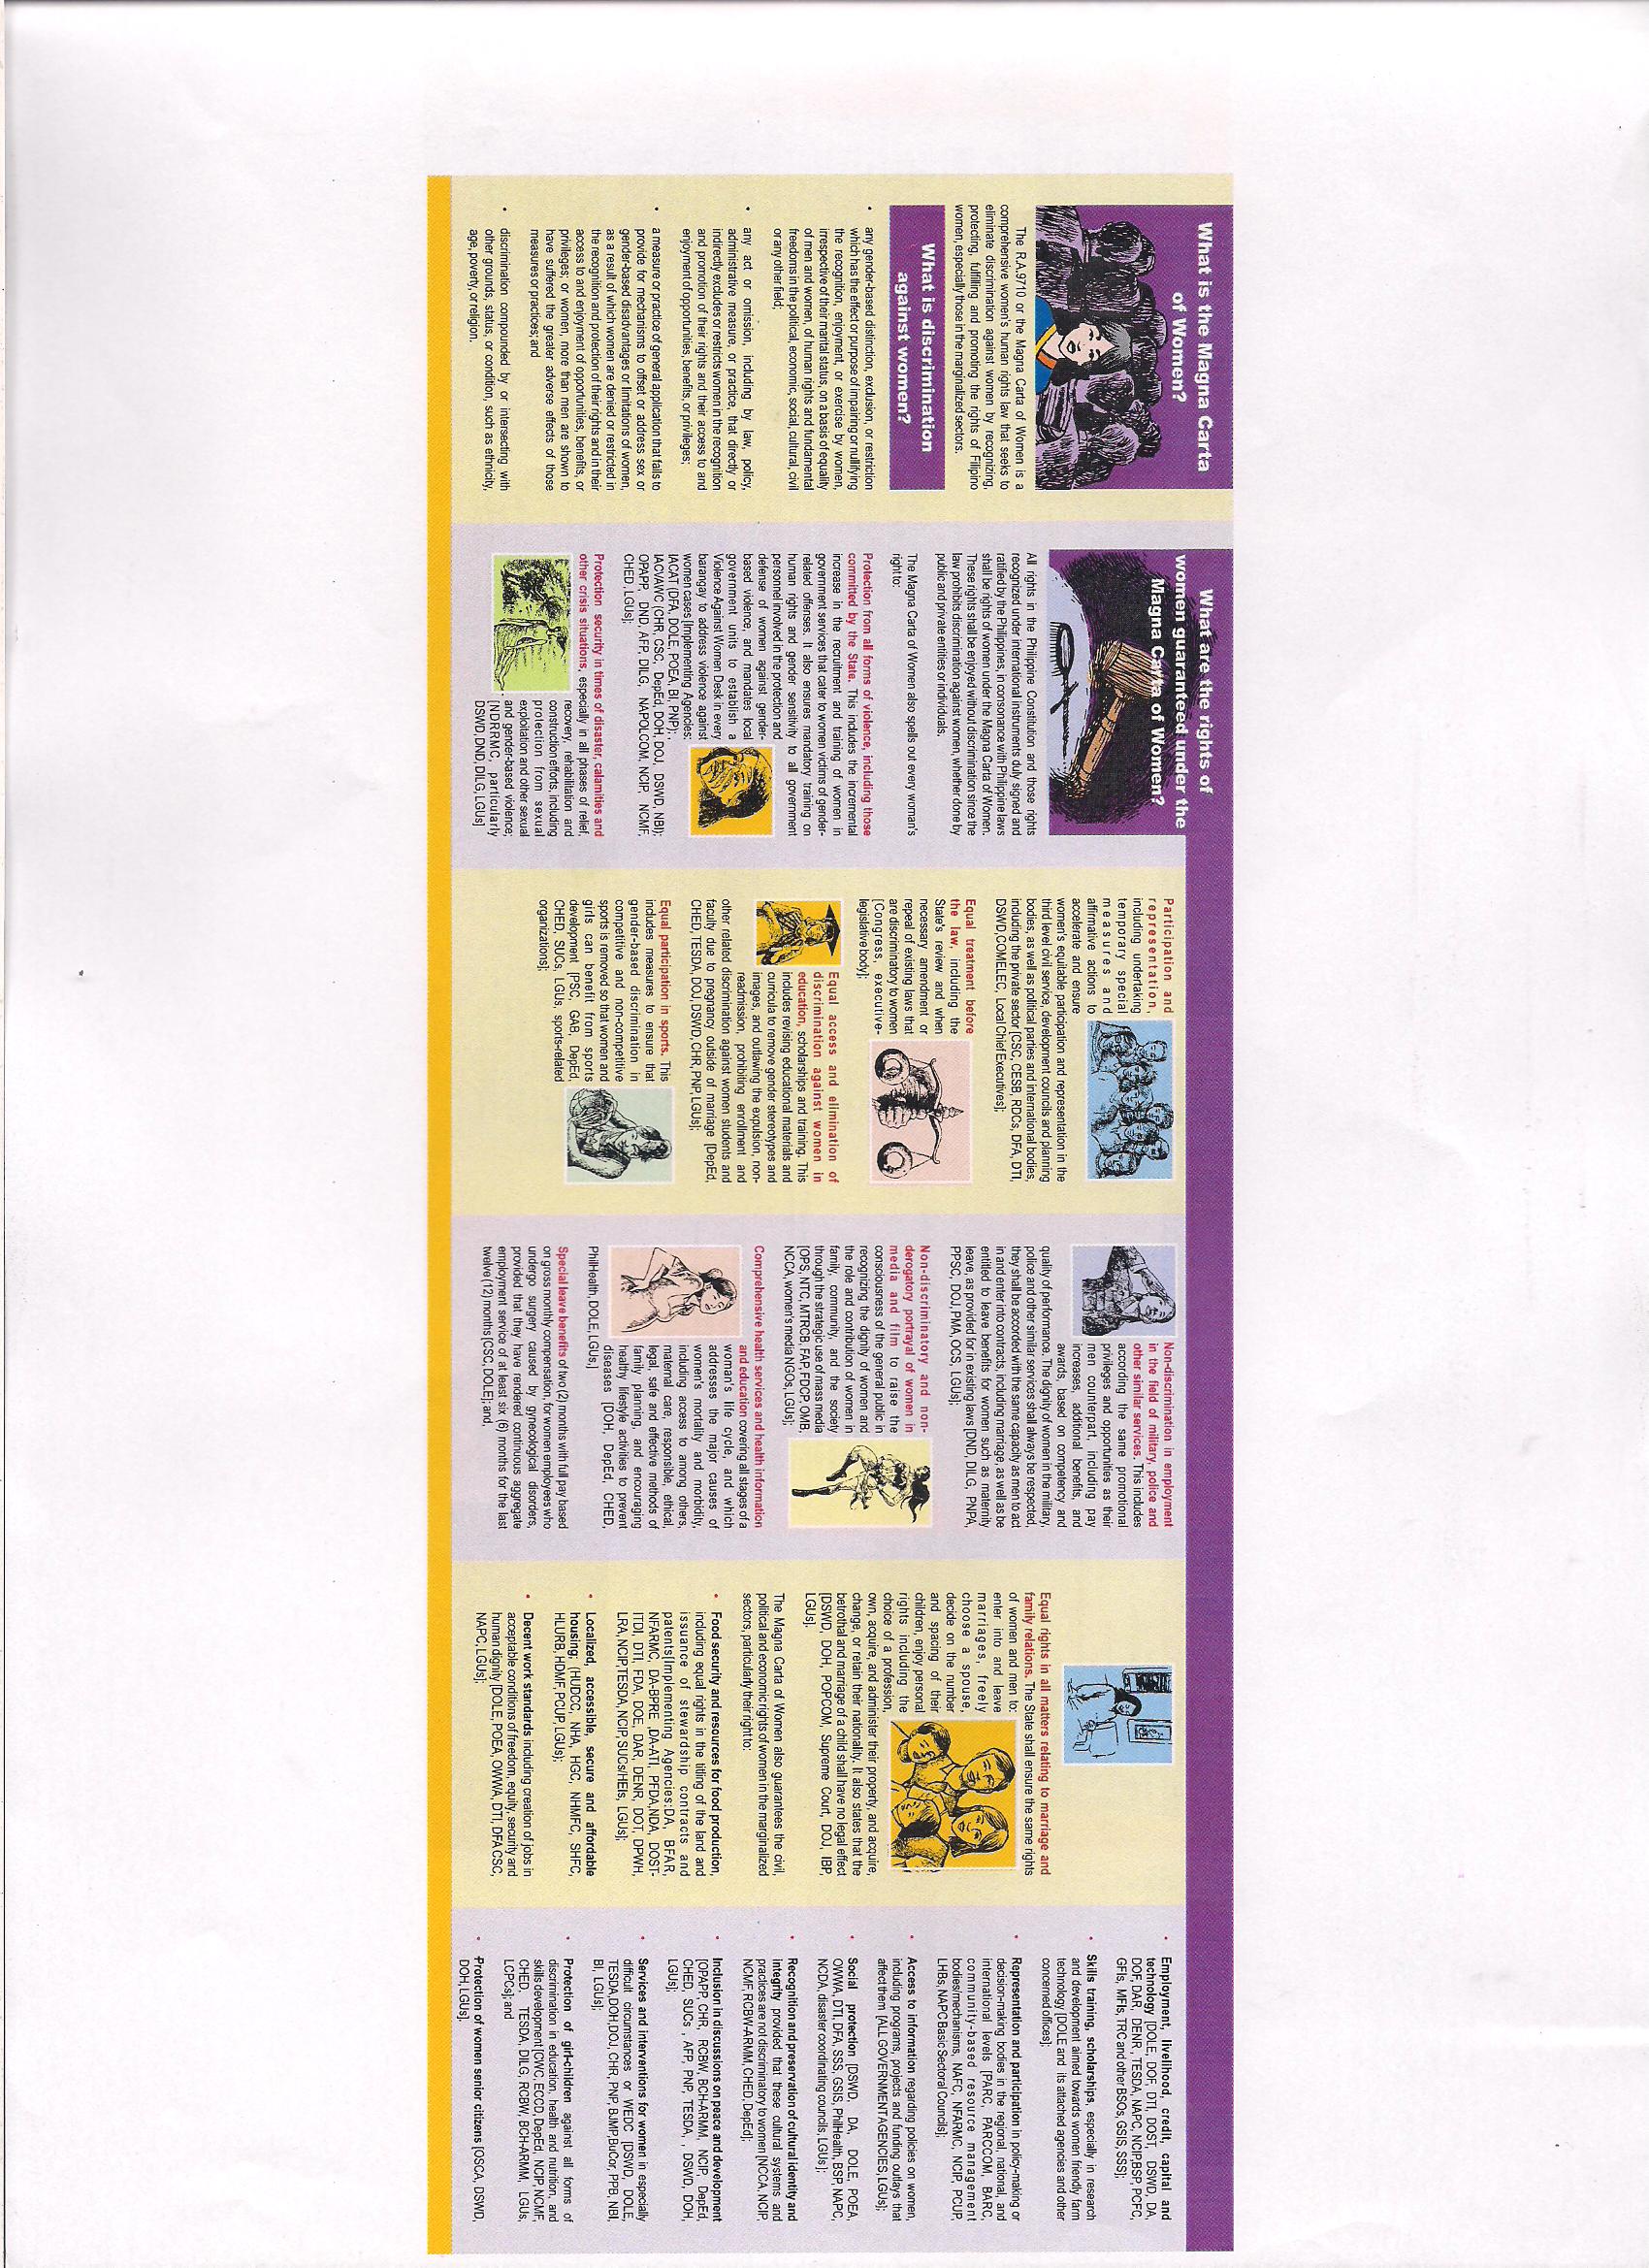 What is the Magna Carta
of Women?
The R.A.9710 or the Magna Carta of Women is a
comprehensive women's human rights law that seeks to
eliminate discrimination against women by recognizing,
protecting, fulfilling and promoting the rights of Filipino
women, especially those in the marginalized sectors.
What is discrimination
against women?
• any gender-based distinction, exclusion, or restriction
which has the effect or purpose of impairing or nullifying
the recognition, enjoyment, or exercise by women,
irrespective of their marital status, on a basis of equality
of men and women, of human rights and fundamental
freedoms in the political, economic, social, cultural, civil
or any other field;
• any act or omission, including by law, policy,
administrative measure, or practice, that directly or
indirectly excludes or restricts women in the recognition
and promotion of their rights and their access to and
enjoyment of opportunities, benefits, or privileges;
• a measure or practice of general application that fails to
provide for mechanisms to offset or address sex or
gender-based disadvantages or limitations of women,
as a result of which women are denied or restricted in
the recognition and protection of their rights and in their
access to and enjoyment of opportunities, benefits, or
privileges; or women, more than men are shown to
have suffered the greater adverse effects of those
measures or practices; and
• discrimination compounded by or intersecting with
other grounds, status, or condition, such as ethnicity,
age, poverty, or religion.
What are the rights of
women guaranteed under the
Magna Carta of Women?
All rights in the Philippine Constitution and those rights
recognized under international instruments duly signed and
ratified by the Philippines, in consonance with Philippine laws
shall be rights of women under the Magna Carta of Women.
These rights shall be enjoyed without discrimination since the
law prohibits discrimination against women, whether done by
public and private entities or individuals.
The Magna Carta of Women also spells out every woman's
right to:
Protection from all forms of violence, including those
committed by the State. This includes the incremental
increase in the recruitment and training of women in
government services that cater to women victims of gender-
related offenses. It also ensures mandatory training on
human rights and gender sensitivity to all government
personnel involved in the protection and
defense of women against gender-
based violence, and mandates local
government units to establish a
Violence Against Women Desk in every
barangay to address violence against
women cases [Implementing Agencies:
IACAT (DFA, DOLE, POEA, BI, PNP) ;
IACVAWC (CHR, CSC, DepEd, DOH, DOJ, DSWD, NBI);
OPAPP, DND, AFP, DILG, NAPOLCOM, NCIP, NCMF,
CHED, LGUs];
Protection security in times of disaster, calamities and
other crisis situations, especially in all phases of relief,
recovery, rehabilitation and
construction efforts, including
protection from sexual
exploitation and other sexual
and gender-based violence;
[NDRRMC, particularly
DSWD, DND, DILG, LGUs]
Participation and
representation,
including undertaking
temporary special
measures and
affirmative actions to
accelerate and ensure
women's equitable participation and representation in the
third level civil service, development councils and planning
bodies, as well as political parties and international bodies,
including the private sector [CSC, CESB, RDCs, DFA, DTI,
DSWD, COMELEC, Local Chief Executives];
Equal treatment before
the law, including the
State's review and when
necessary amendment or
repeal of existing laws that
are discriminatory to women
[Congress, executive-
legislative body];
Equal access and elimination of
discrimination against women in
education, scholarships and training. This
includes revising educational materials and
curricula to remove gender stereotypes and
images, and outlawing the expulsion, non-
readmission, prohibiting enrollment and
other related discrimination against women students and
faculty due to pregnancy outside of marriage [DepEd,
CHED, TESDA, DOJ, DSWD, CHR, PNP, LGUs];
Equal participation in sports. This
includes measures to ensure that
gender-based discrimination in
competitive and non-competitive
sports is removed so that women and
girls can benefit from sports
development [PSC, GAB, DepEd,
CHED, SUCs, LGUs, sports-related
organizations];
Non-discrimination in employment
in the field of military, police and
other similar services. This includes
according the same promotional
privileges and opportunities as their
men counterpart, including pay
increases, additional benefits, and
awards, based on competency and
quality of performance. The dignity of women in the military,
police and other similar services shall always be respected,
they shall be accorded with the same capacity as men to act
in and enter into contracts, including marriage, as well as be
entitled to leave benefits for women such as maternity
leave, as provided for in existing laws [DND, DILG, PNPA,
PPSC, DOJ, PMA, OCS, LGUs];
Non-discriminatory and non-
derogatory portrayal of women in
media and film to raise the
consciousness of the general public in
recognizing the dignity of women and
the role and contribution of women in
family, community, and the society
through the strategic use of mass media
[OPS, NTC, MTRCB, FAP, FDCP, OMB,
NCCA, women's media NGOs, LGUs];
Comprehensive health services and health information
and education covering all stages of a
woman's life cycle, and which
addresses the major causes of
women's mortality and morbidity,
including access to among others,
maternal care, responsible, ethical,
legal, safe and effective methods of
family planning, and encouraging
healthy lifestyle activities to prevent
diseases [DOH, DepEd, CHED,
PhilHealth, DOLE, LGUs,]
Special leave benefits of two (2) months with full pay based
on gross monthly compensation, for women employees who
undergo surgery caused by gynecological disorders,
provided that they have rendered continuous aggregate
employment service of at least six (6) months for the last
twelve (12) months [CSC, DOLE]; and,
Equal rights in all matters relating to marriage and
family relations. The State shall ensure the same rights
of women and men to:
enter into and leave
marriages, freely
choose a spouse,
decide on the number
and spacing of their
children, enjoy personal
rights including the
choice of a profession,
own, acquire, and administer their property, and acquire,
change, or retain their nationality. It also states that the
betrothal and marriage of a child shall have no legal effect
[DSWD, DOH, POPCOM, Supreme Court, DOJ, IBP,
LGUs].
The Magna Carta of Women also guarantees the civil,
political and economic rights of women in the marginalized
sectors, particularly their right to:
• Food security and resources for food production,
including equal rights in the titling of the land and
issuance of stewardship contracts and
patents[Implementing Agencies:DA, BFAR,
NFARMC, DA-BPRE ,DA-ATI, PFDA,NDA, DOST-
ITDI, DTI, FDA, DOE, DAR, DENR, DOT, DPWH,
LRA, NCIP,TESDA, NCIP, SUCs/HEIs, LGUs];
• Localized, accessible, secure and affordable
housing; [HUDCC, NHA, HGC, NHMFC, SHFC,
HLURB, HDMF, PCUP, LGUs];
• Decent work standards including creation of jobs in
acceptable conditions of freedom, equity, security and
human dignity [DOLE, POEA, OWWA, DTI, DFA CSC,
NAPC, LGUs];
• Employment, livelihood, credit, capital and
technology [DOLE, DOF, DTI, DOST, DSWD, DA,
DOF, DAR, DENR , TESDA, NAPC, NCIP,BSP, PCFC,
GFIs, MFIs, TRC and other BSOs, GSIS, SSS];
• Skills training, scholarships, especially in research
and development aimed towards women friendly farm
technology [DOLE and its attached agencies and other
concerned offices];
• Representation and participation in policy-making or
decision-making bodies in the regional, national, and
international levels [PARC, PARCCOM, BARC,
community-based resource management
bodies/mechanisms, NAFC, NFARMC, NCIP, PCUP,
LHBs, NAPC Basic Sectoral Councils];
• Access to information regarding policies on women,
including programs, projects and funding outlays that
affect them [ALL GOVERNMENT AGENCIES, LGUs];
• Social protection [DSWD, DA, DOLE, POEA,
OWWA, DTI, DFA, SSS, GSIS, PhilHealth, BSP, NAPC,
NCDA, disaster coordinating councils, LGUs ];
• Recognition and preservation of cultural identity and
integrity provided that these cultural systems and
practices are not discriminatory to women [NCCA, NCIP,
NCMF, RCBW-ARMM, CHED, DepEd];
• Inclusion in discussions on peace and development
[OPAPP, CHR, RCBW, BCH-ARMM, NCIP, DepEd,
CHED, SUCs , AFP, PNP, TESDA , DSWD, DOH,
LGUs];
• Services and interventions for women in especially
difficult circumstances or WEDC [DSWD, DOLE,
TESDA,DOH,DOJ, CHR, PNP, BJMP,BuCor, PPB, NBI,
BI, LGUs];
• Protection of girl-children against all forms of
discrimination in education, health and nutrition, and
skills development [CWC, ECCD, DepEd, NCIP, NCMF,
CHED, TESDA, DILG, RCBW, BCH-ARMM, LGUs,
LCPCs]; and
• Protection of women senior citizens [OSCA, DSWD,
DOH, LGUs].